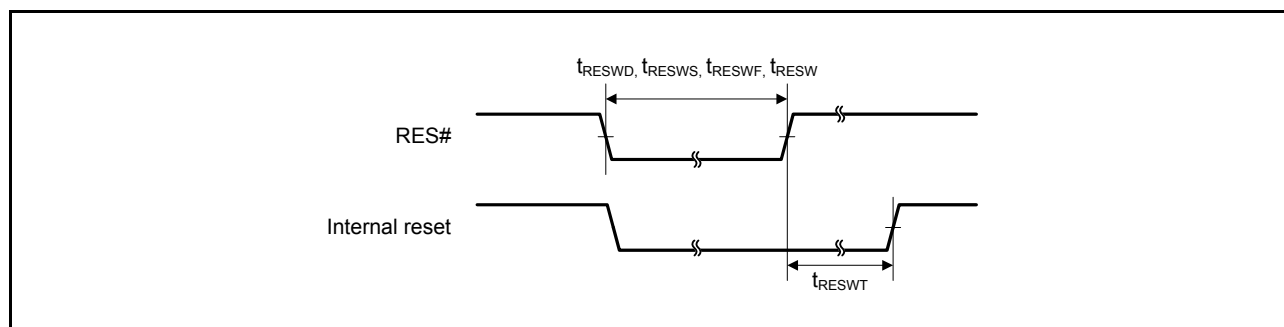 tRESWD, tRESWS, tRESWF, tRESW
RES#
Internal reset
tRESWT